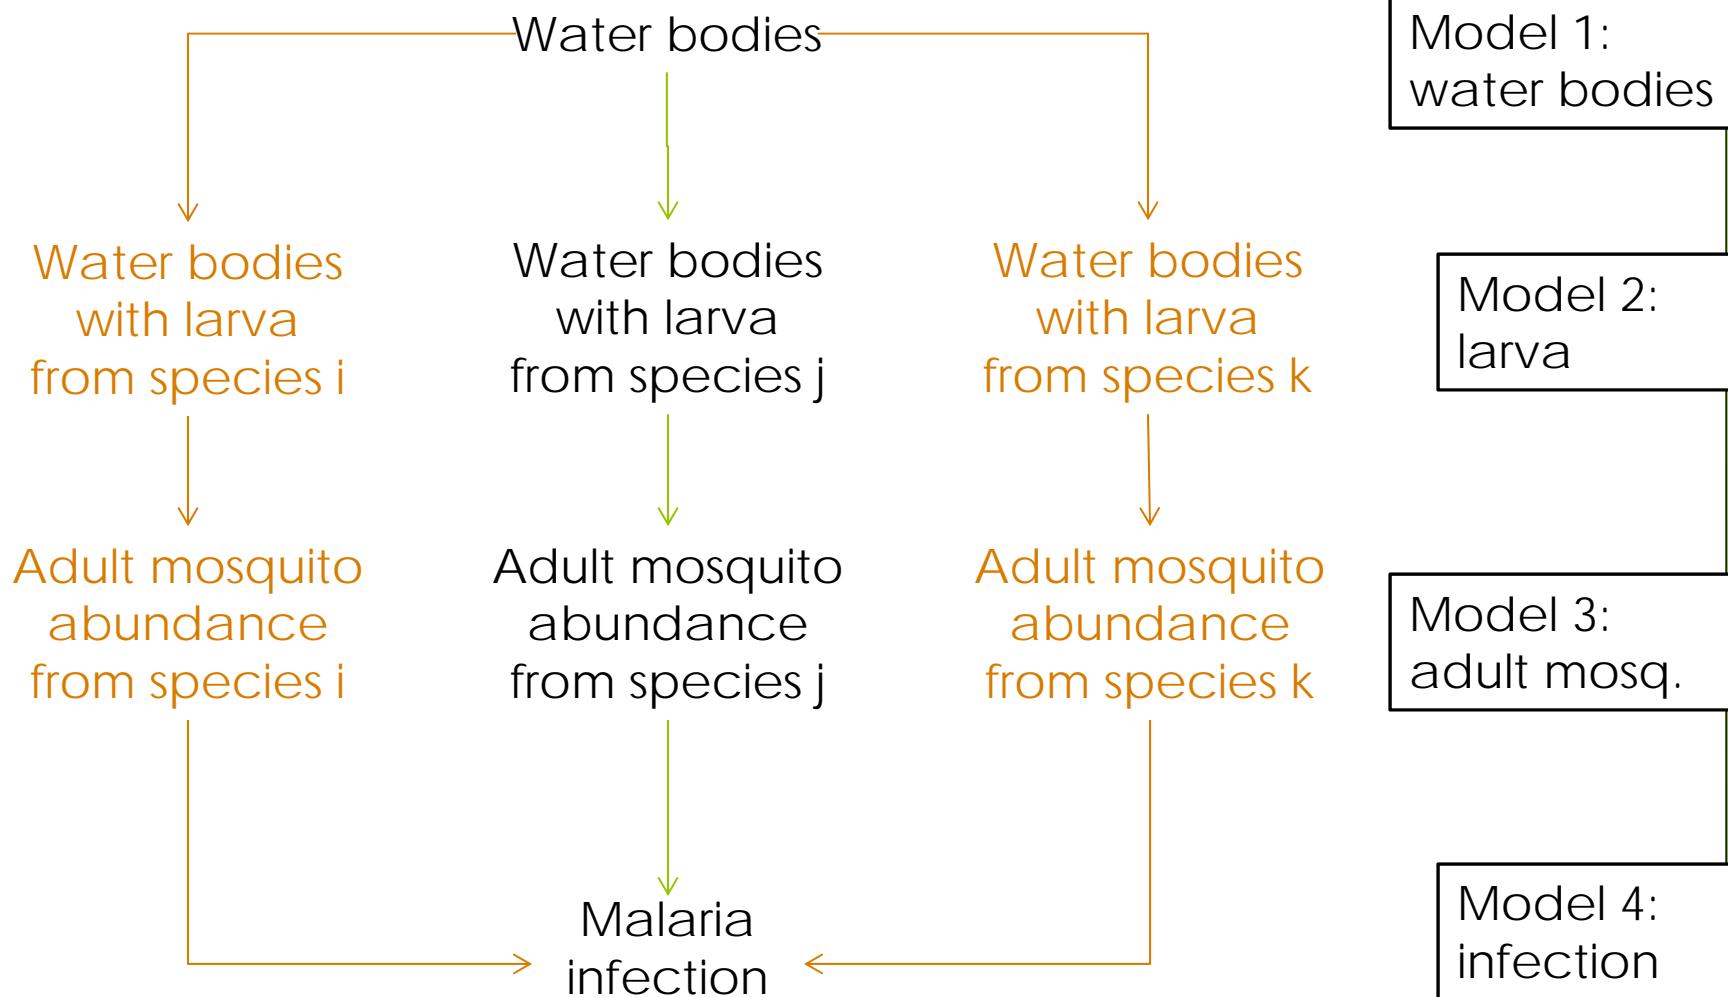 Water bodies
Model 1:
water bodies
Water bodies
with larva
from species i
Water bodies
with larva
from species j
Water bodies
with larva
from species k
Model 2:
larva
Adult mosquito
abundance
from species i
Adult mosquito
abundance
from species j
Adult mosquito
abundance
from species k
Model 3:
adult mosq.
Malaria
infection
Model 4:
infection